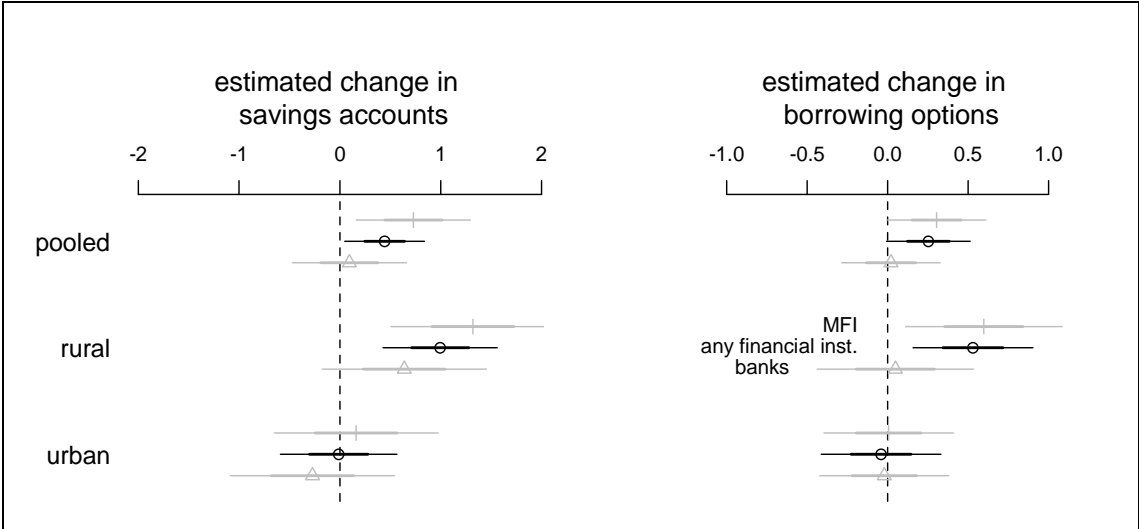 estimated change in
savings accounts
-2 -1 0 1 2
estimated change in
borrowing options
-1.0 -0.5 0.0 0.5 1.0
pooled
rural
MFI
any financial inst.
banks
urban